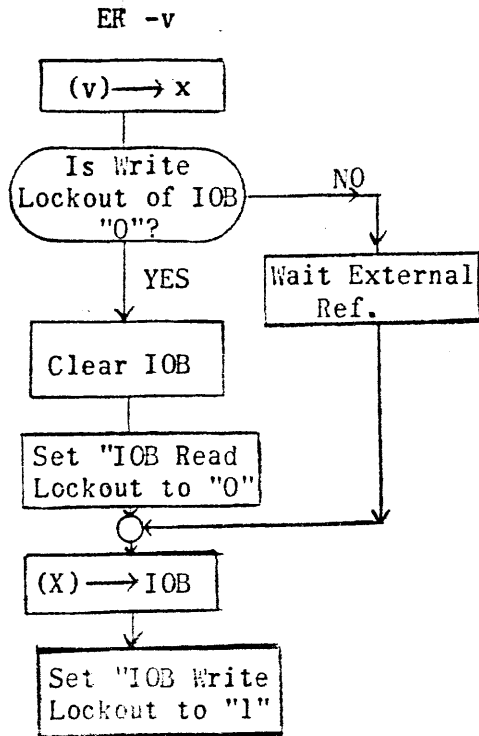 ER -v
(v)⟶ x
Is Write
Lockout of IOB
"0"?
NO
YES
Wait External
Ref.
Clear IOB
Set "IOB Read
Lockout to "0"
(X)⟶ IOB
Set "IOB Write
Lockout to "1"